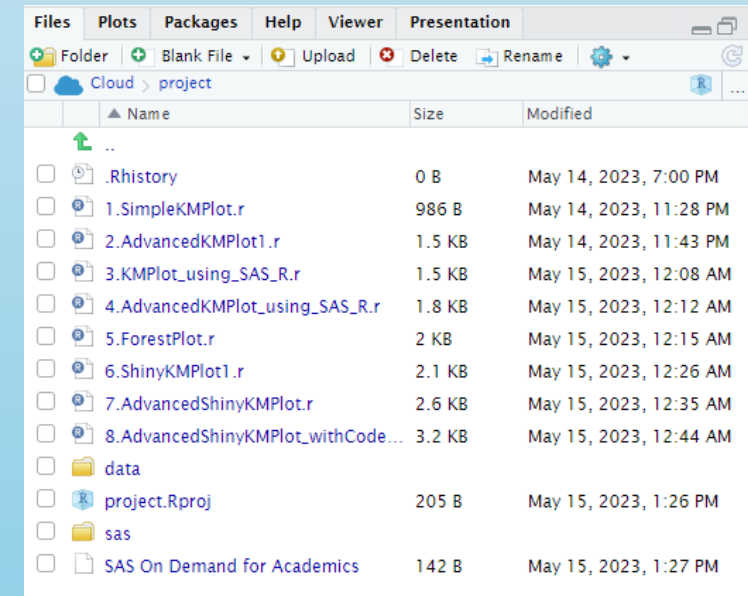 Files Plots Packages Help Viewer Presentation
Folder Blank File Upload Delete Rename
Cloud > project R ...
Name Size Modified
..
.Rhistory 0 B May 14, 2023, 7:00 PM
1.SimpleKMPlot.r 986 B May 14, 2023, 11:28 PM
2.AdvancedKMPlot1.r 1.5 KB May 14, 2023, 11:43 PM
3.KMPlot_using_SAS_R.r 1.5 KB May 15, 2023, 12:08 AM
4.AdvancedKMPlot_using_SAS_R.r 1.8 KB May 15, 2023, 12:12 AM
5.ForestPlot.r 2 KB May 15, 2023, 12:15 AM
6.ShinyKMPlot1.r 2.1 KB May 15, 2023, 12:26 AM
7.AdvancedShinyKMPlot.r 2.6 KB May 15, 2023, 12:35 AM
8.AdvancedShinyKMPlot_withCode... 3.2 KB May 15, 2023, 12:44 AM
data
project.Rproj 205 B May 15, 2023, 1:26 PM
sas
SAS On Demand for Academics 142 B May 15, 2023, 1:27 PM